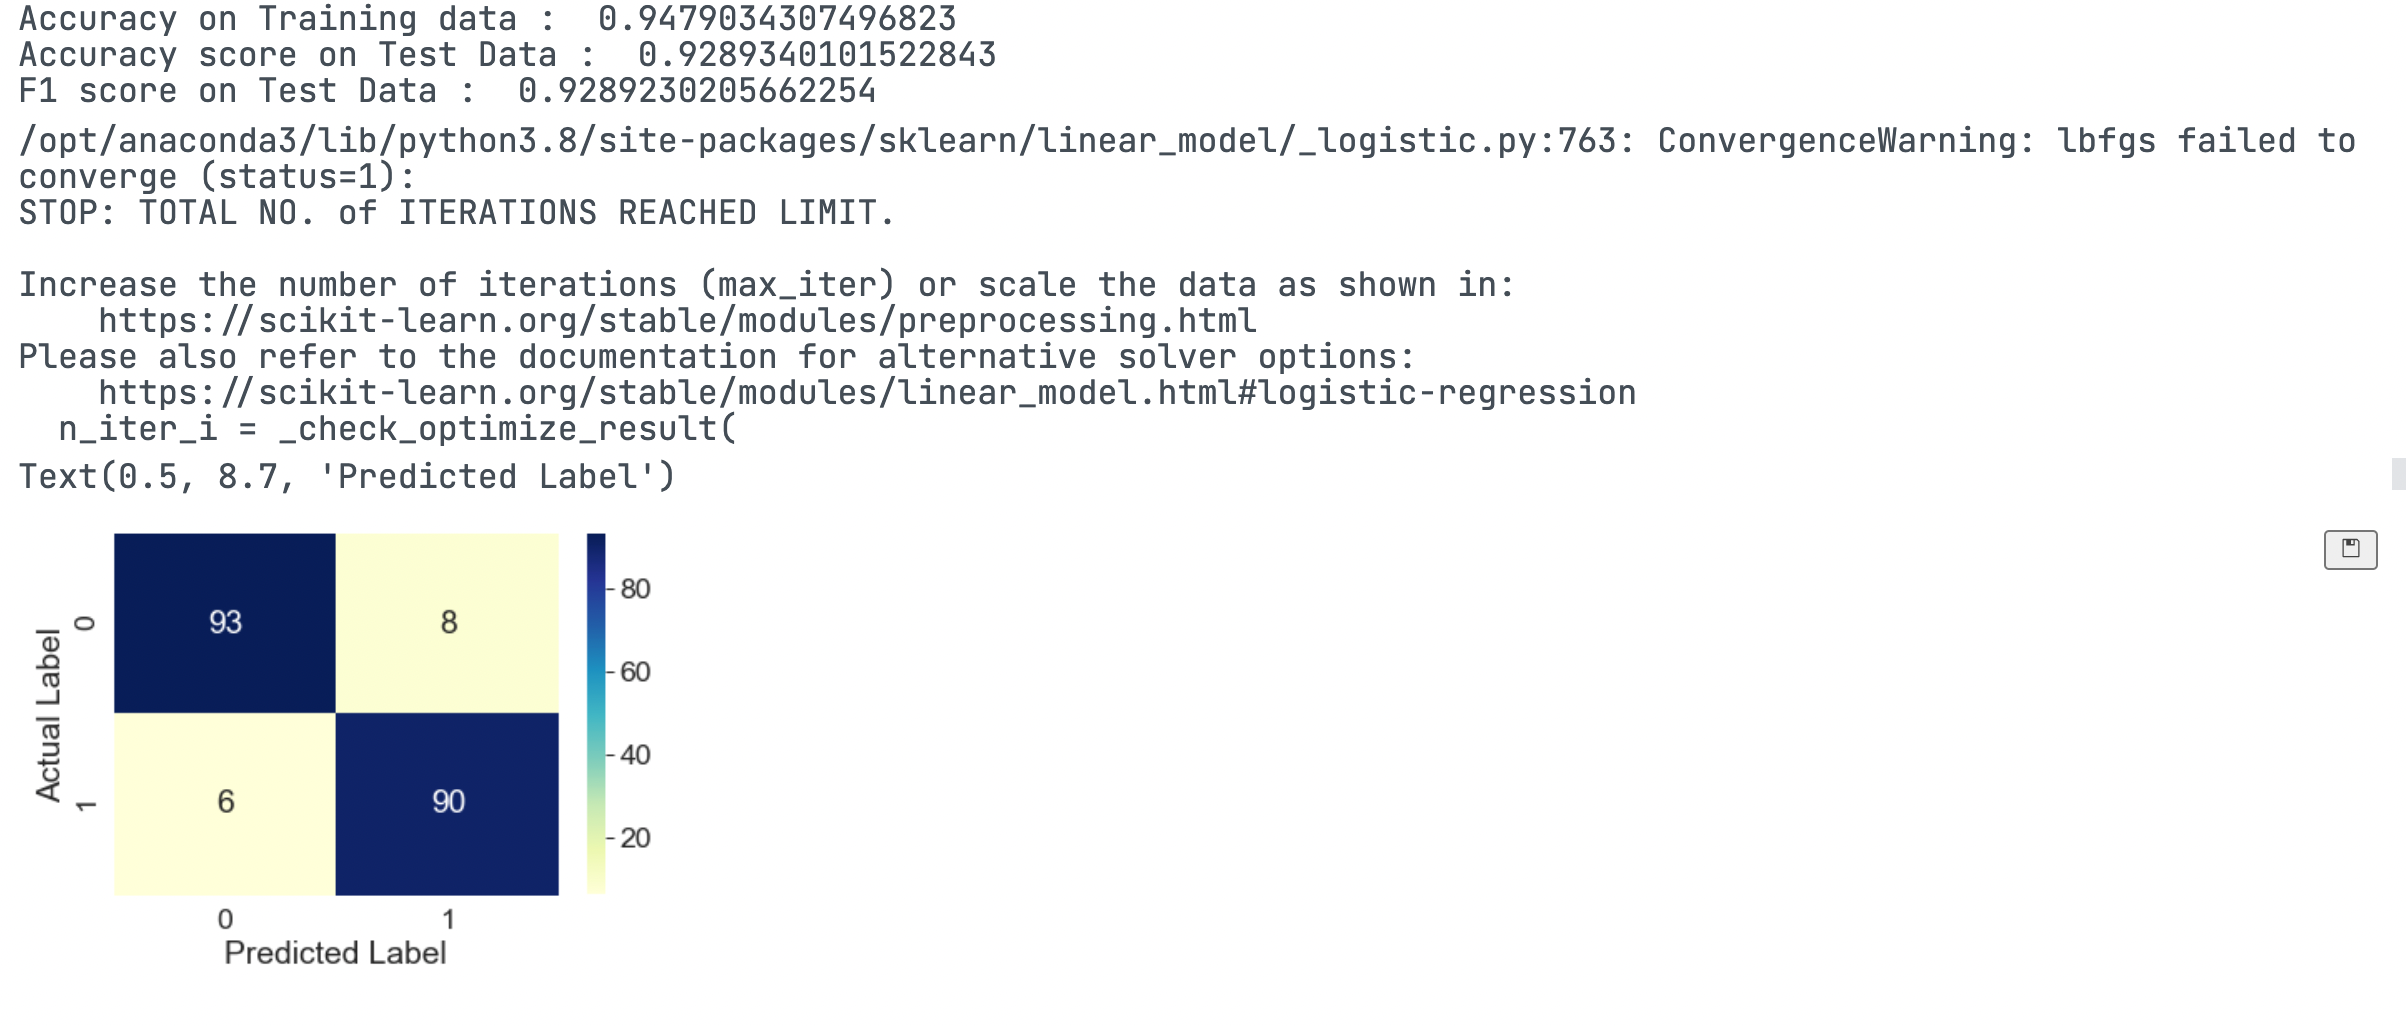 Accuracy on Training data :  0.9479034307496823
Accuracy score on Test Data :  0.9289340101522843
F1 score on Test Data :  0.9289230205662254
/opt/anaconda3/lib/python3.8/site-packages/sklearn/linear_model/_logistic.py:763: ConvergenceWarning: lbfgs failed to
converge (status=1):
STOP: TOTAL NO. of ITERATIONS REACHED LIMIT.
Increase the number of iterations (max_iter) or scale the data as shown in:
    https://scikit-learn.org/stable/modules/preprocessing.html
Please also refer to the documentation for alternative solver options:
    https://scikit-learn.org/stable/modules/linear_model.html#logistic-regression
  n_iter_i = _check_optimize_result(
Text(0.5, 8.7, 'Predicted Label')
Actual Label
0
1
93
8
6
90
0
1
Predicted Label
80
60
40
20